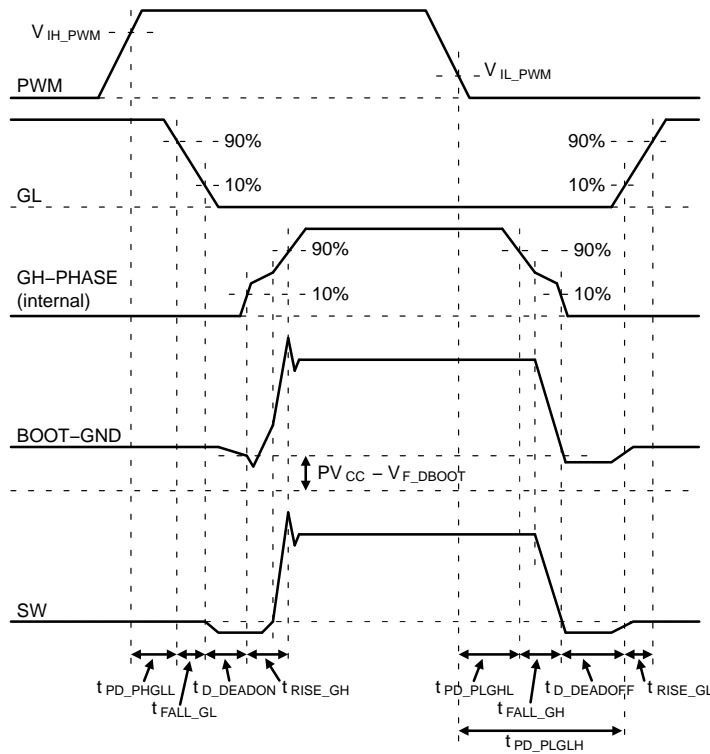 V IH_PWM
V IL_PWM
PWM
90%
90%
10%
10%
GL
90%
90%
GH–PHASE
(internal)
10%
10%
BOOT–GND
PV CC – V F_DBOOT
SW
t PD_PHGLL
t D_DEADON
t RISE_GH
t PD_PLGHL
t D_DEADOFF
t RISE_GL
t FALL_GL
t FALL_GH
t PD_PLGLH